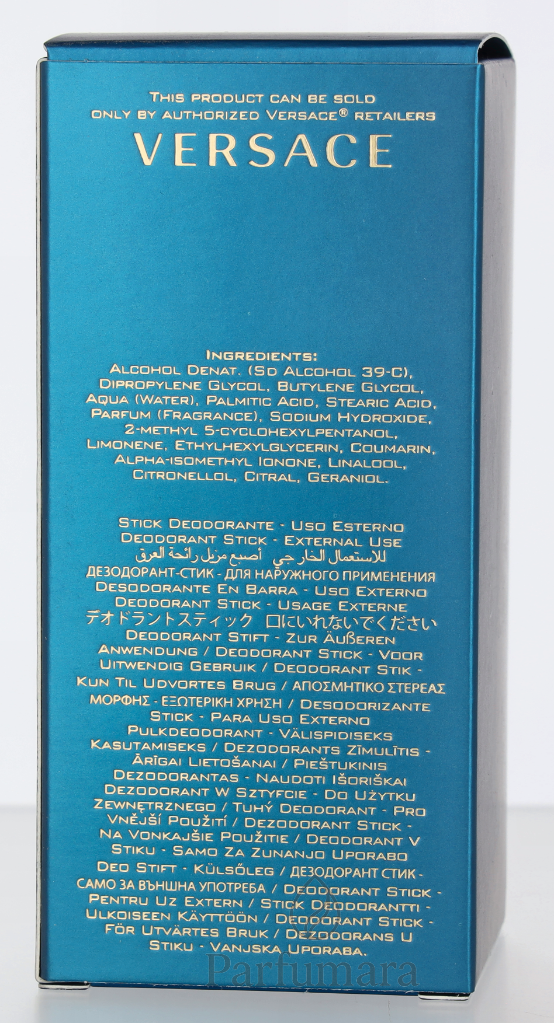 THIS PRODUCT CAN BE SOLD
ONLY BY AUTHORIZED VERSACE® RETAILERS
VERSACE
INGREDIENTS:
ALCOHOL DENAT. (SD ALCOHOL 39-C),
DIPROPYLENE GLYCOL, BUTYLENE GLYCOL,
AQUA (WATER), PALMITIC ACID, STEARIC ACID,
PARFUM (FRAGRANCE), SODIUM HYDROXIDE,
2-METHYL 5-CYCLOHEXYLPENTANOL,
LIMONENE, ETHYLHEXYLGLYCERIN, COUMARIN,
ALPHA-ISOMETHYL IONONE, LINALOOL,
CITRONELLOL, CITRAL, GERANIOL.
STICK DEODORANTE - USO ESTERNO
DEODORANT STICK - EXTERNAL USE
للاستعمال الخارجي أصبع مزيل رائحة العرق
ДЕЗОДОРАНТ-СТИК - ДЛЯ НАРУЖНОГО ПРИМЕНЕНИЯ
DESODORANTE EN BARRA - USO EXTERNO
DEODORANT STICK - USAGE EXTERNE
デオドラントスティック 口にいれないでください
DEODORANT STIFT - ZUR ÄUßEREN
ANWENDUNG / DEODORANT STICK - VOOR
UITWENDIG GEBRUIK / DEODORANT STIK -
KUN TIL UDVORTES BRUG / ΑΠΟΣΜΗΤΙΚΟ ΣΤΕΡΕΑΣ
ΜΟΡΦΗΣ - ΕΞΩΤΕΡΙΚΗ ΧΡΗΣΗ / DESODORIZANTE
STICK - PARA USO EXTERNO
PULKDEODORANT - VÄLISPIDISEKS
KASUTAMISEKS / DEZODORANTS ZĪMULĪTIS -
ĀRĪGAI LIETOŠANAI / PIEŠTUKINIS
DEZODORANTAS - NAUDOTI IŠORIŠKAI
DEZODORANT W SZTYFCIE - DO UŻYTKU
ZEWNĘTRZNEGO / TUHÝ DEODORANT - PRO
VNĚJŠÍ POUŽITÍ / DEZODORANT STICK -
NA VONKAJŠIE POUŽITIE / DEODORANT V
STIKU - SAMO ZA ZUNANJO UPORABO
DEO STIFT - KÜLSŐLEG / ДЕЗОДОРАНТ СТИК -
САМО ЗА ВЪНШНА УПОТРЕБА / DEODORANT STICK -
PENTRU UZ EXTERN / STICK DEODORANTTI -
ULKOISEEN KÄYTTÖÖN / DEODORANT STICK -
FÖR UTVÄRTES BRUK / DEZODORANS U
STIKU - VANJSKA UPORABA.
Parfumara